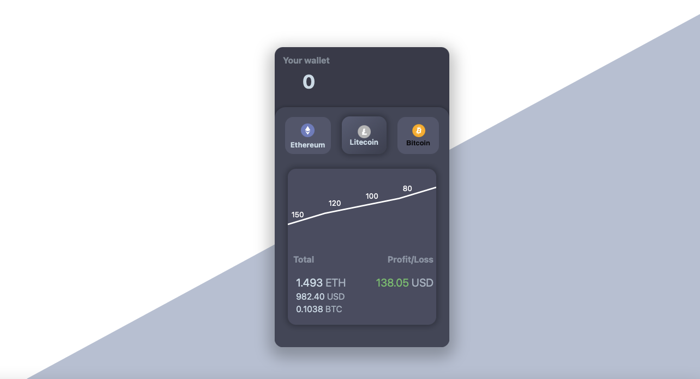 Your wallet
0
Ethereum
Litecoin
Bitcoin
150
120
100
80
Total
Profit/Loss
1.493 ETH
138.05 USD
982.40 USD
0.1038 BTC